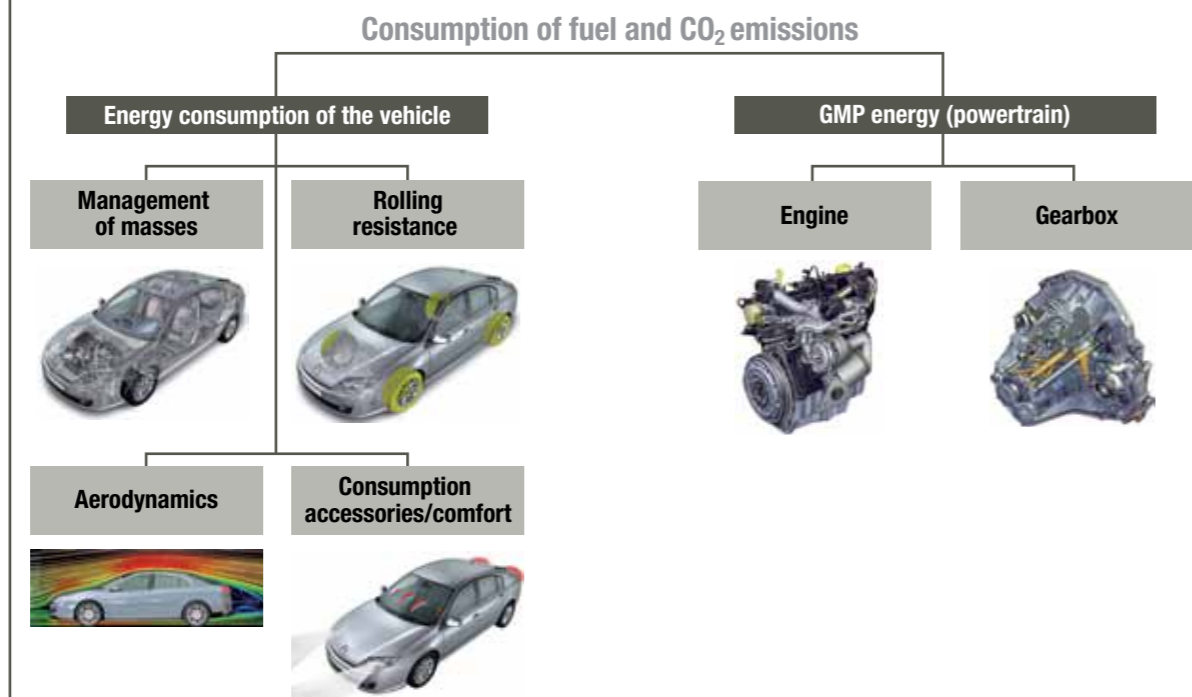 Consumption of fuel and CO₂ emissions
Energy consumption of the vehicle
GMP energy (powertrain)
Management
of masses
Rolling
resistance
Engine
Gearbox
Aerodynamics
Consumption
accessories/comfort